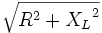 √(R² + X_L²)